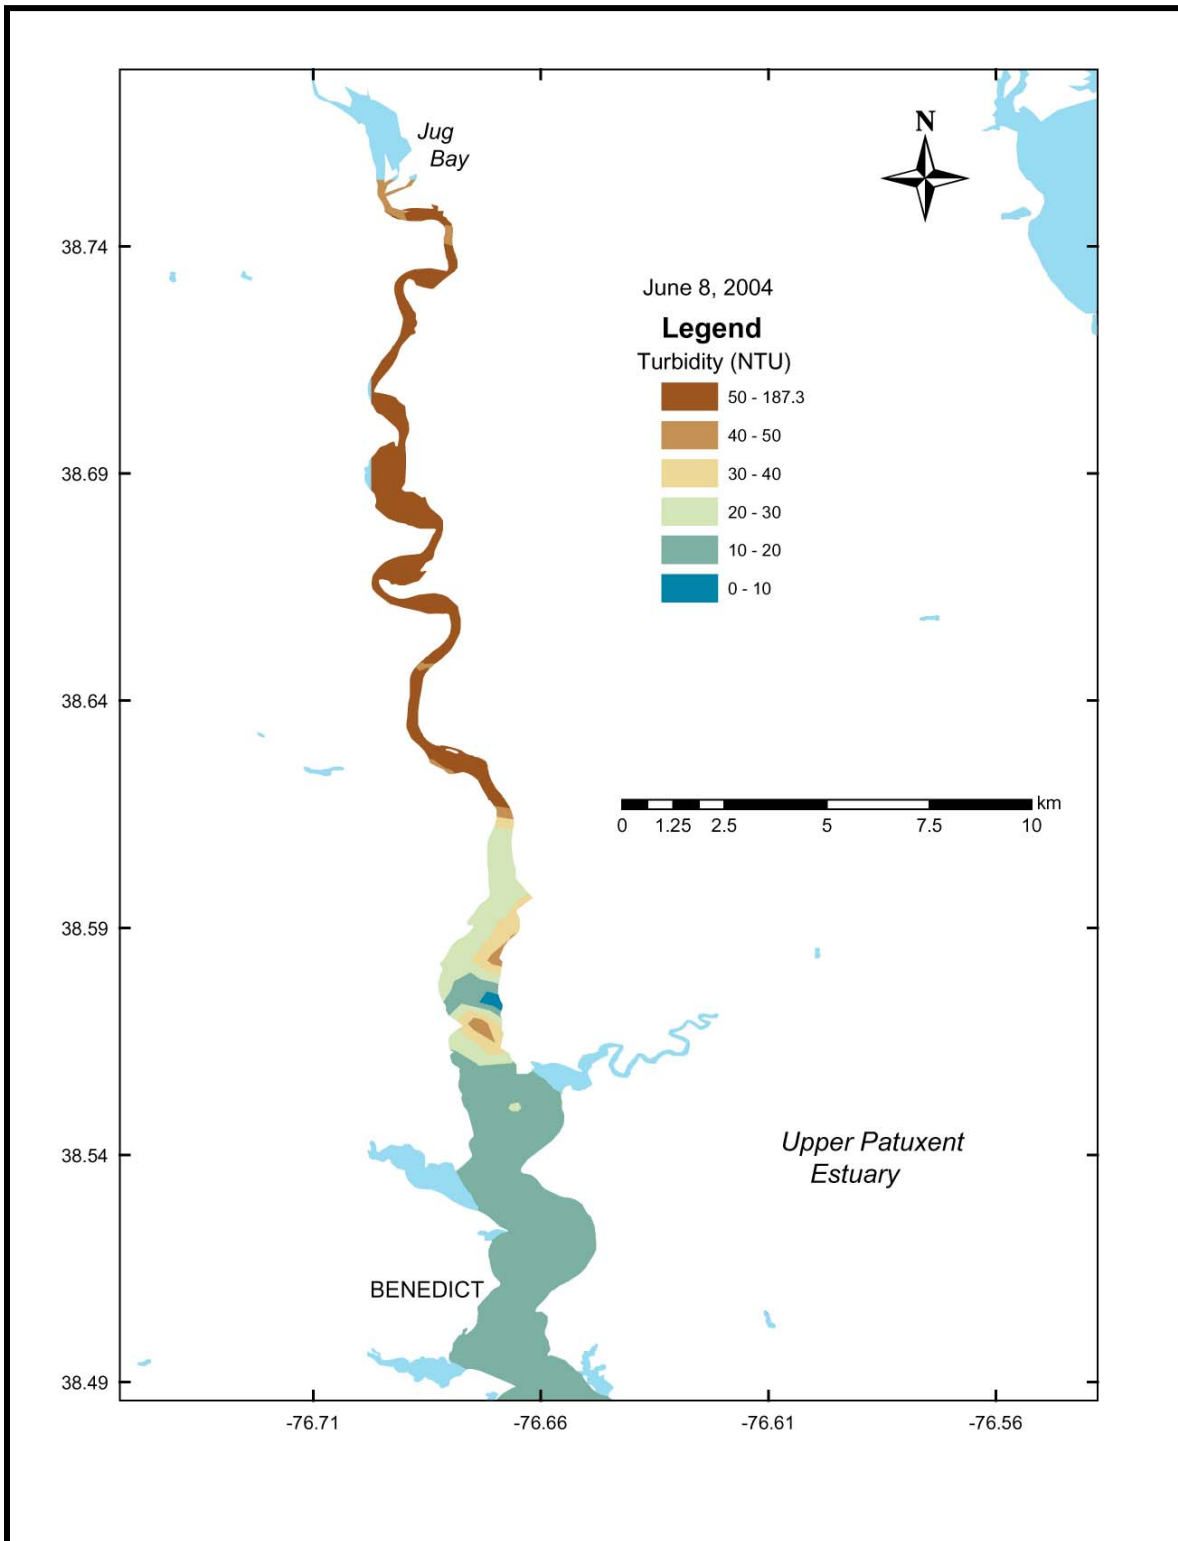 Jug
Bay
N
38.74
June 8, 2004
Legend
Turbidity (NTU)
50 - 187.3
40 - 50
38.69
30 - 40
20 - 30
10 - 20
0 - 10
38.64
km
0 1.25 2.5 5 7.5 10
38.59
38.54
Upper Patuxent
Estuary
BENEDICT
38.49
-76.71 -76.66 -76.61 -76.56